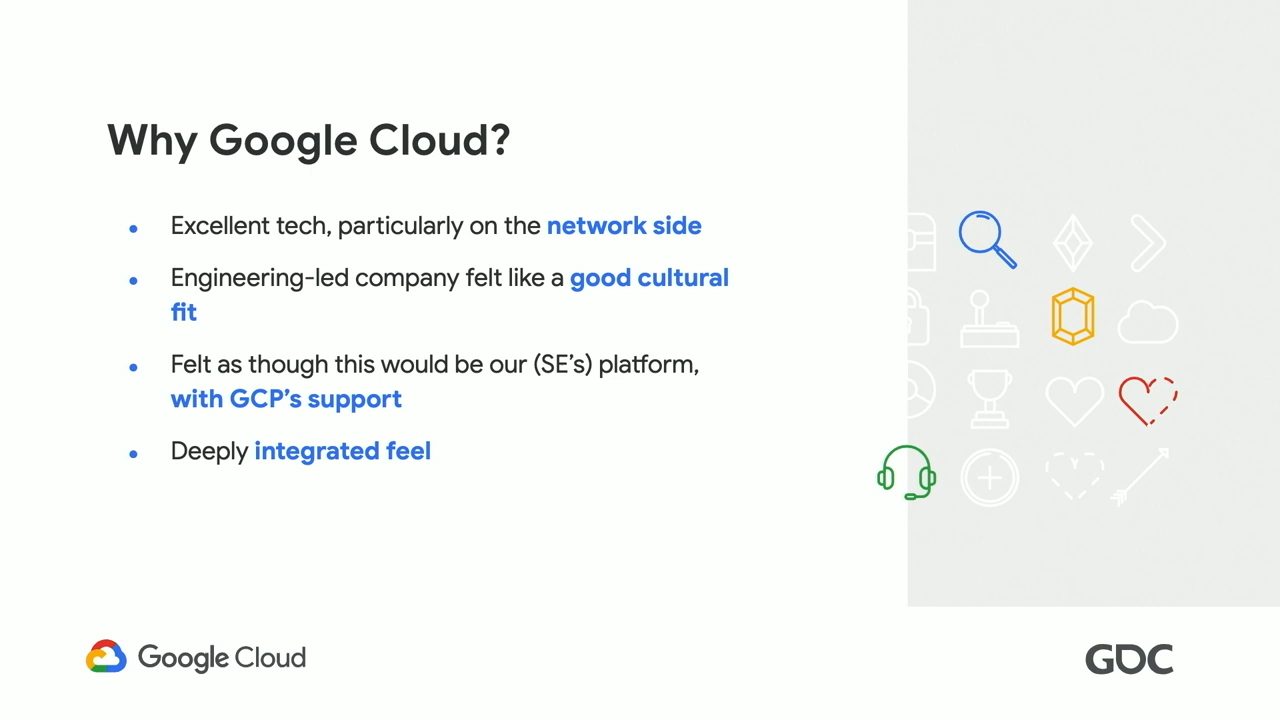 Why Google Cloud?
• Excellent tech, particularly on the network side
• Engineering-led company felt like a good cultural
fit
• Felt as though this would be our (SE’s) platform,
with GCP’s support
• Deeply integrated feel
Google Cloud
GDC